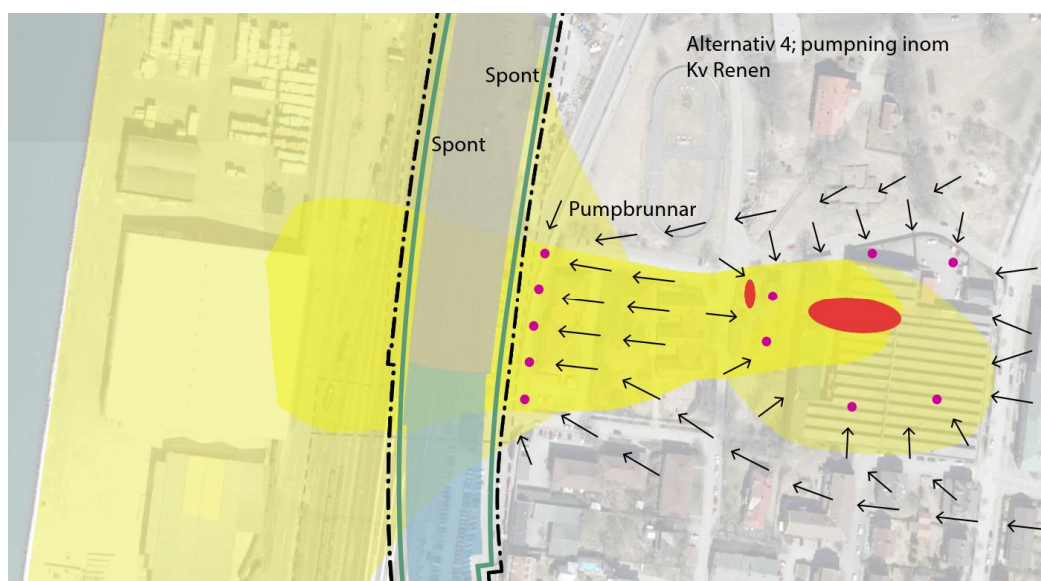 Alternativ 4; pumpning inom
Kv Renen
Spont
Spont
Pumpbrunnar